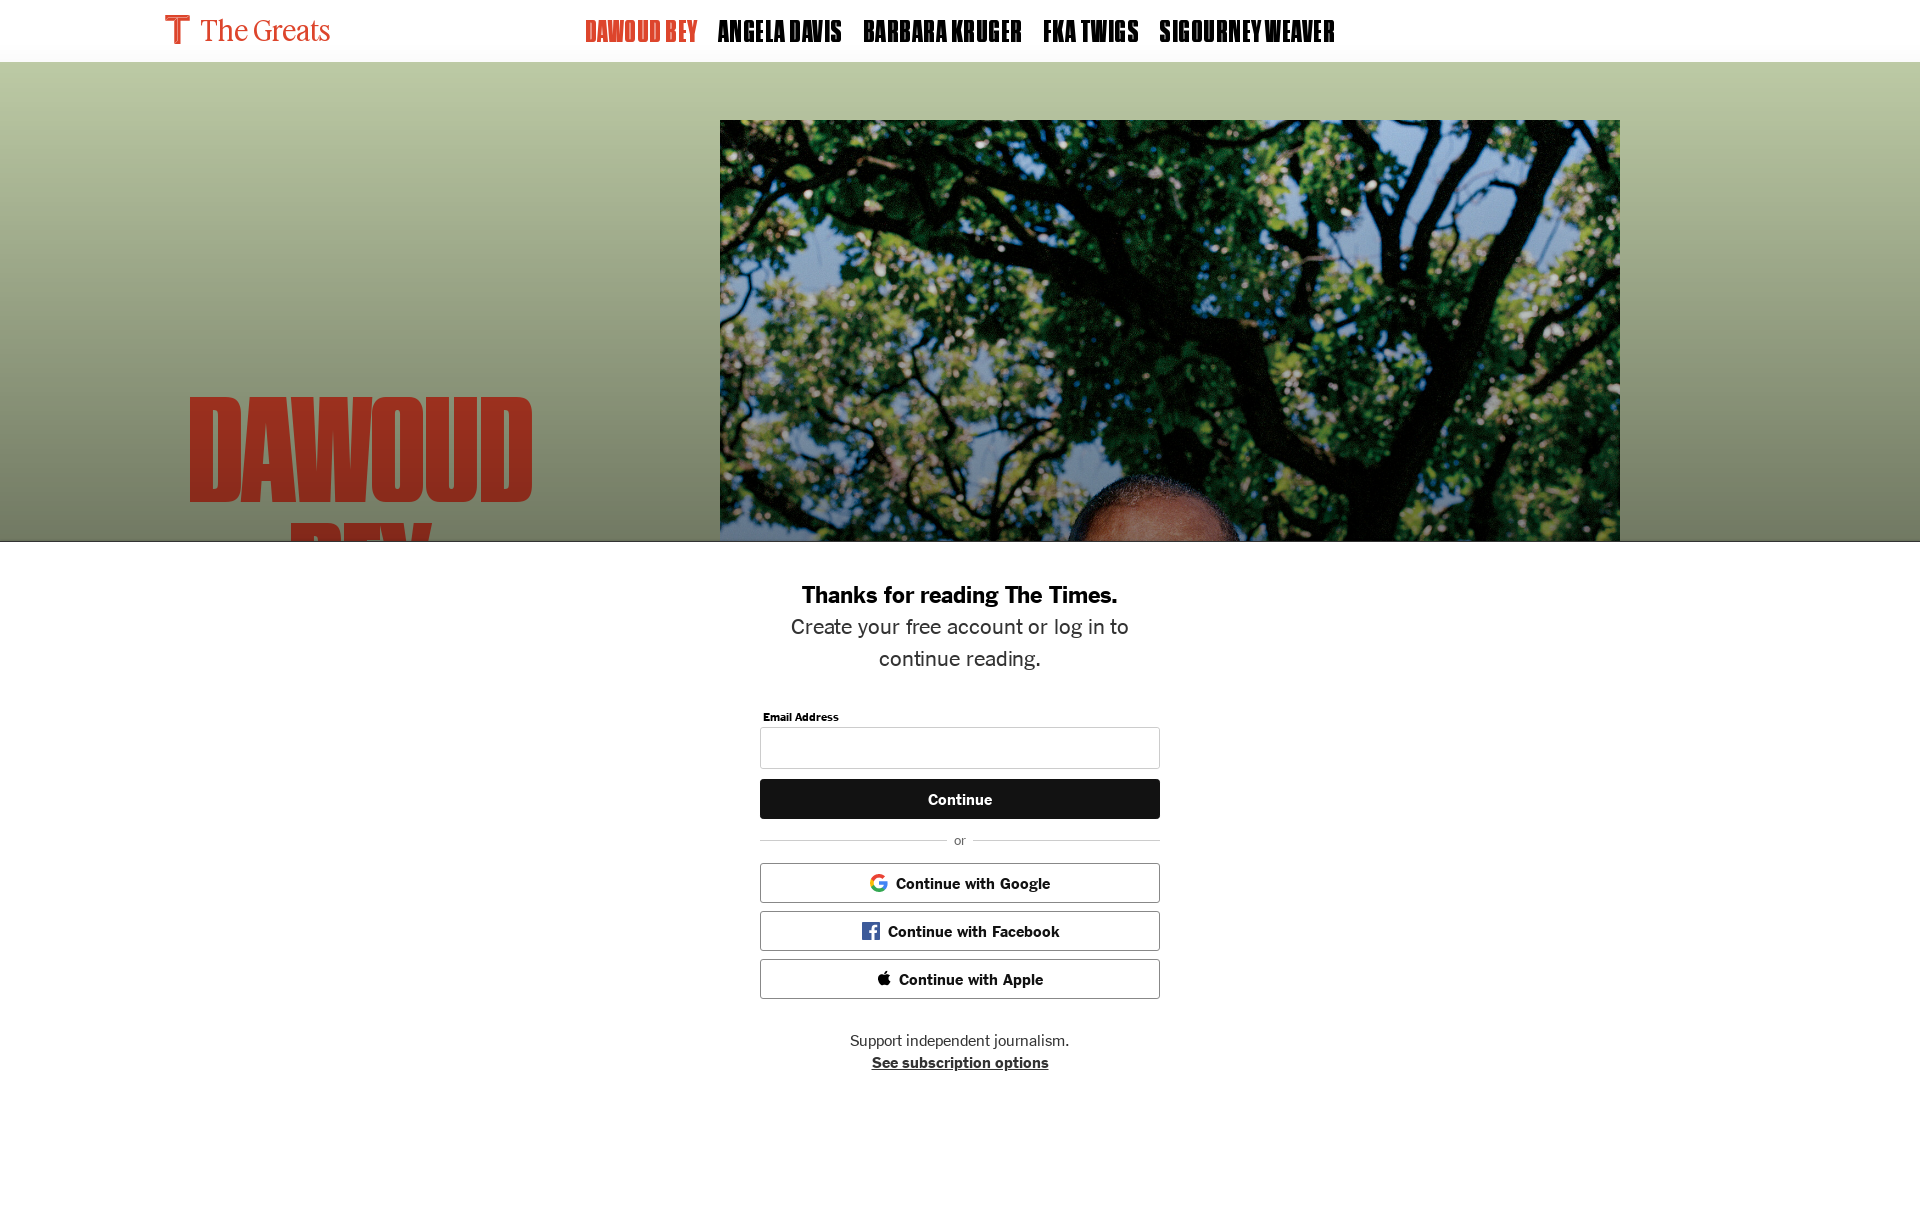 T The Greats
DAWOUD BEY ANGELA DAVIS BARBARA KRUGER FKA TWIGS SIGOURNEY WEAVER
DAWOUD
BEY
Thanks for reading The Times.
Create your free account or log in to
continue reading.
Email Address
Continue
or
Continue with Google
Continue with Facebook
Continue with Apple
Support independent journalism.
See subscription options